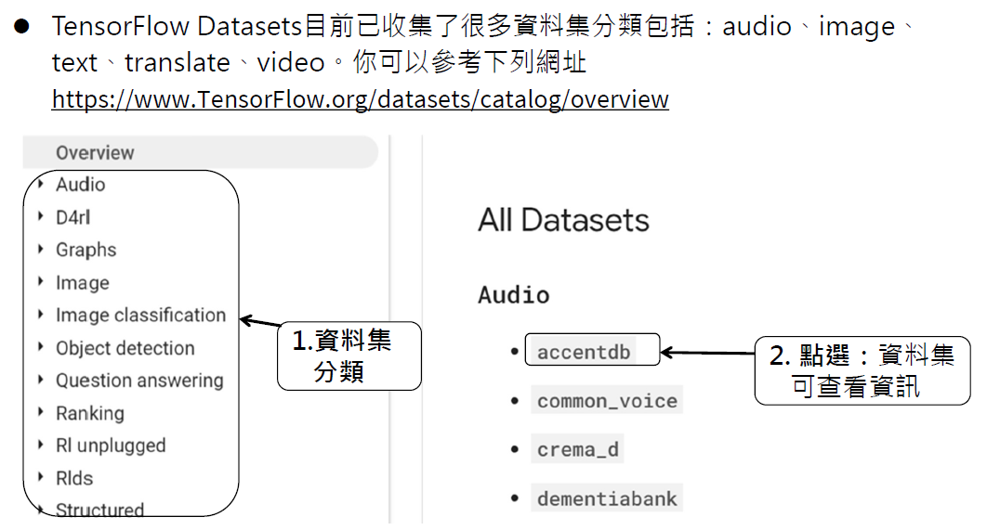 ● TensorFlow Datasets目前已收集了很多資料集分類包括：audio、image、
text、translate、video。你可以參考下列網址
https://www.TensorFlow.org/datasets/catalog/overview
Overview
Audio
D4rl
Graphs
Image
Image classification
Object detection
Question answering
Ranking
Rl unplugged
Rlds
Structured
1.資料集
分類
All Datasets
Audio
• accentdb
• common_voice
• crema_d
• dementiabank
2. 點選：資料集
可查看資訊